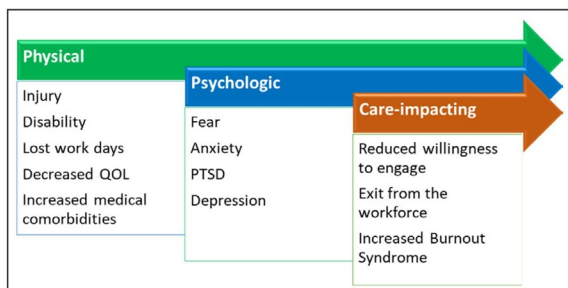 Physical
Injury
Disability
Lost work days
Decreased QOL
Increased medical
comorbidities
Psychologic
Fear
Anxiety
PTSD
Depression
Care-impacting
Reduced willingness
to engage
Exit from the
workforce
Increased Burnout
Syndrome